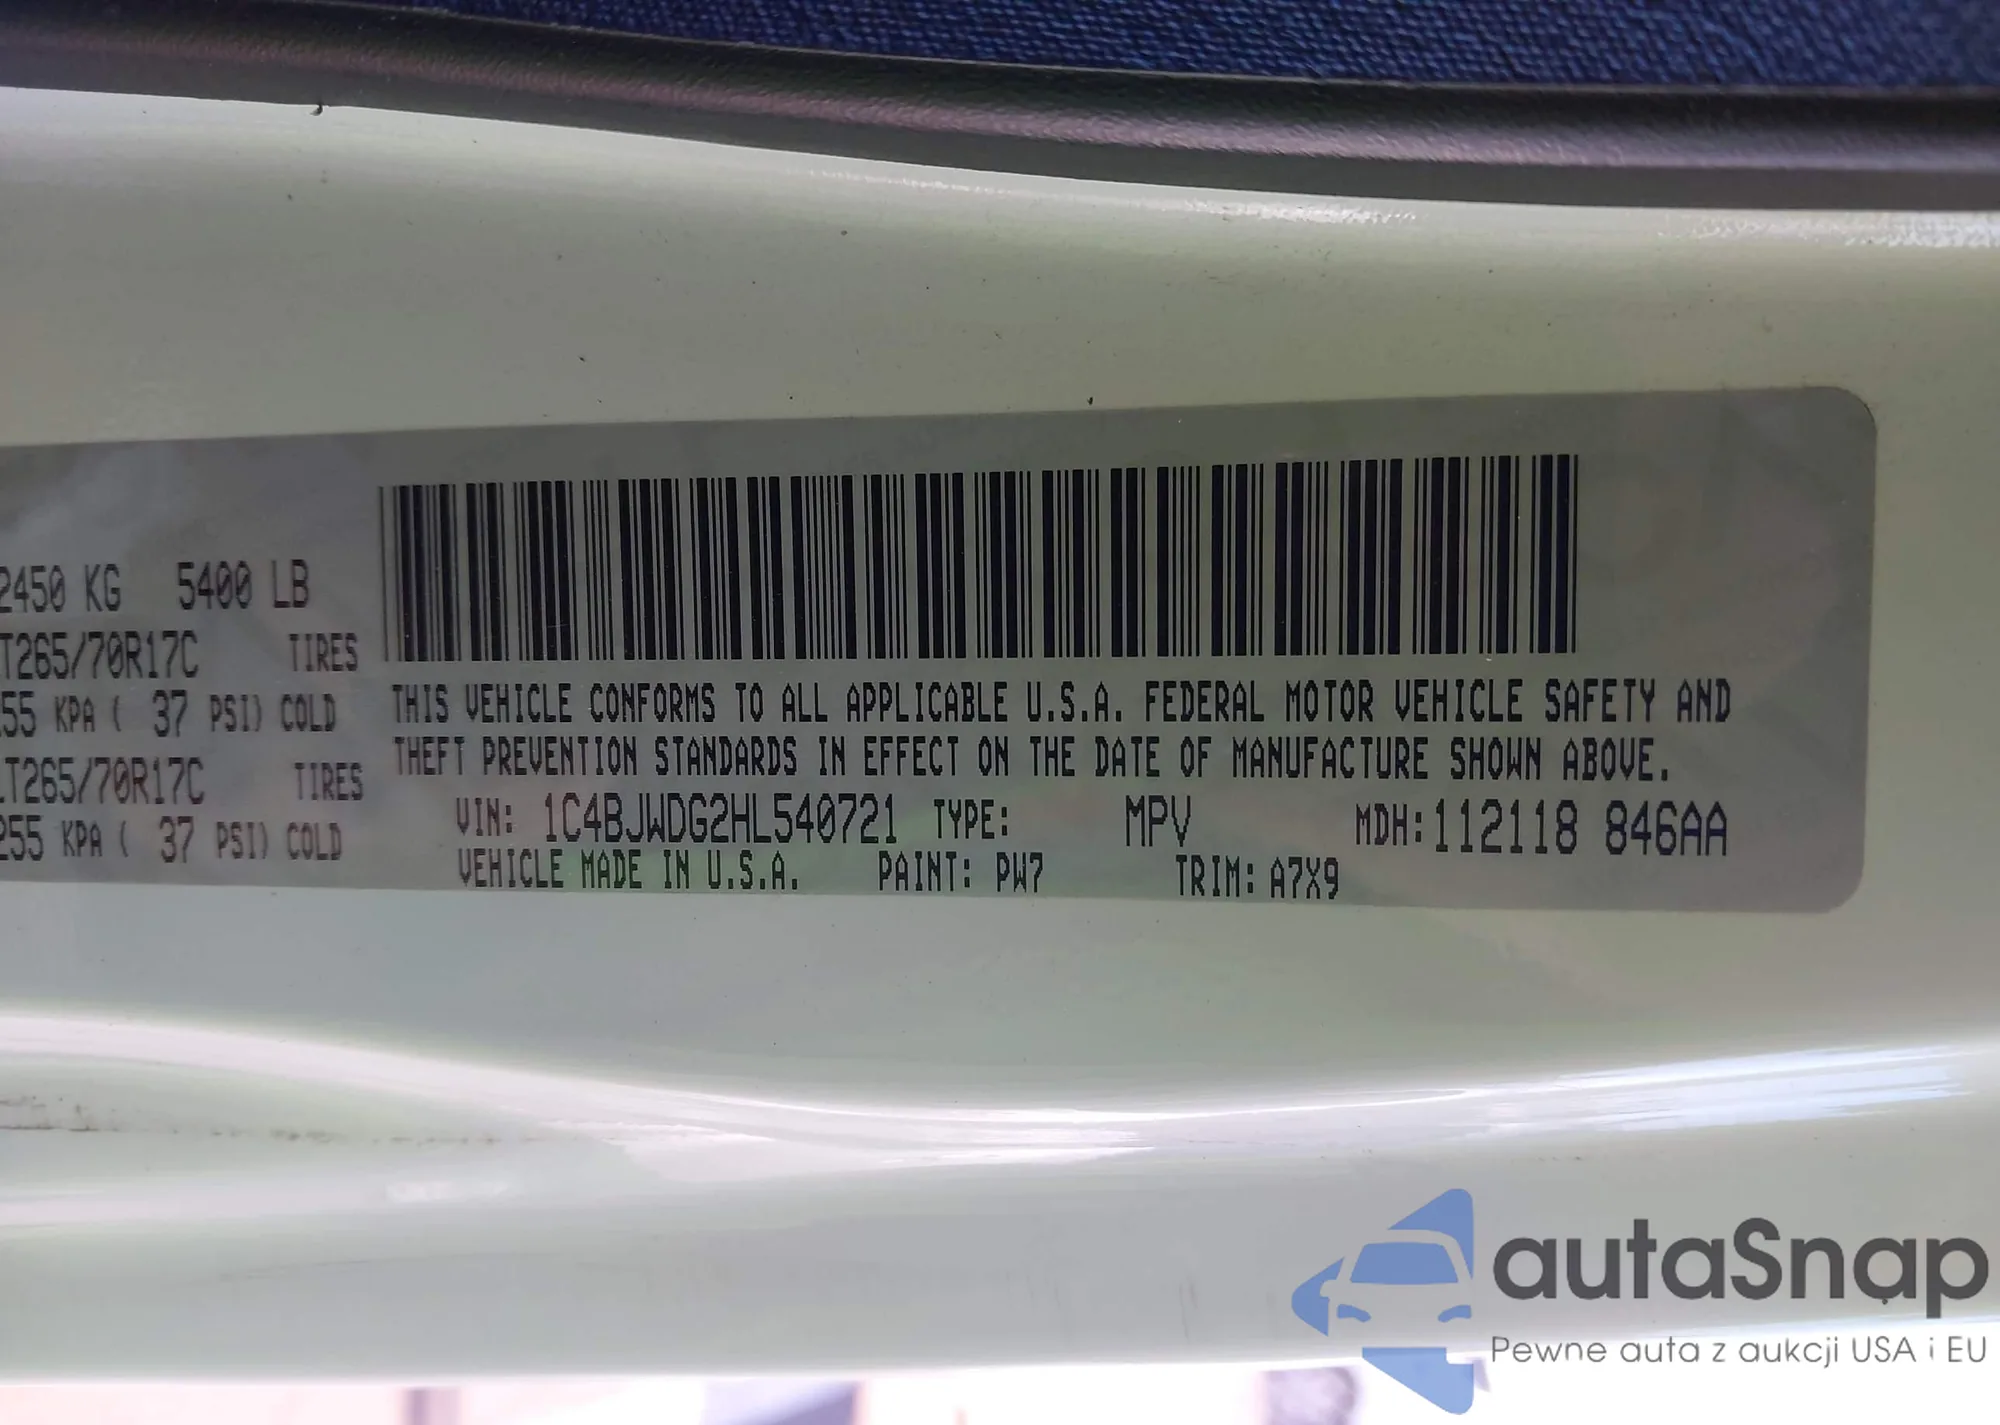 2450 KG 5400 LB
T265/70R17C TIRES
255 KPA ( 37 PSI) COLD
LT265/70R17C TIRES
255 KPA ( 37 PSI) COLD
THIS VEHICLE CONFORMS TO ALL APPLICABLE U.S.A. FEDERAL MOTOR VEHICLE SAFETY AND
THEFT PREVENTION STANDARDS IN EFFECT ON THE DATE OF MANUFACTURE SHOWN ABOVE.
VIN: 1C4BJWDG2HL540721 TYPE: MPV MDH: 112118 846AA
VEHICLE MADE IN U.S.A. PAINT: PW7 TRIM: A7X9
autaSnap
Pewne auta z aukcji USA i EU